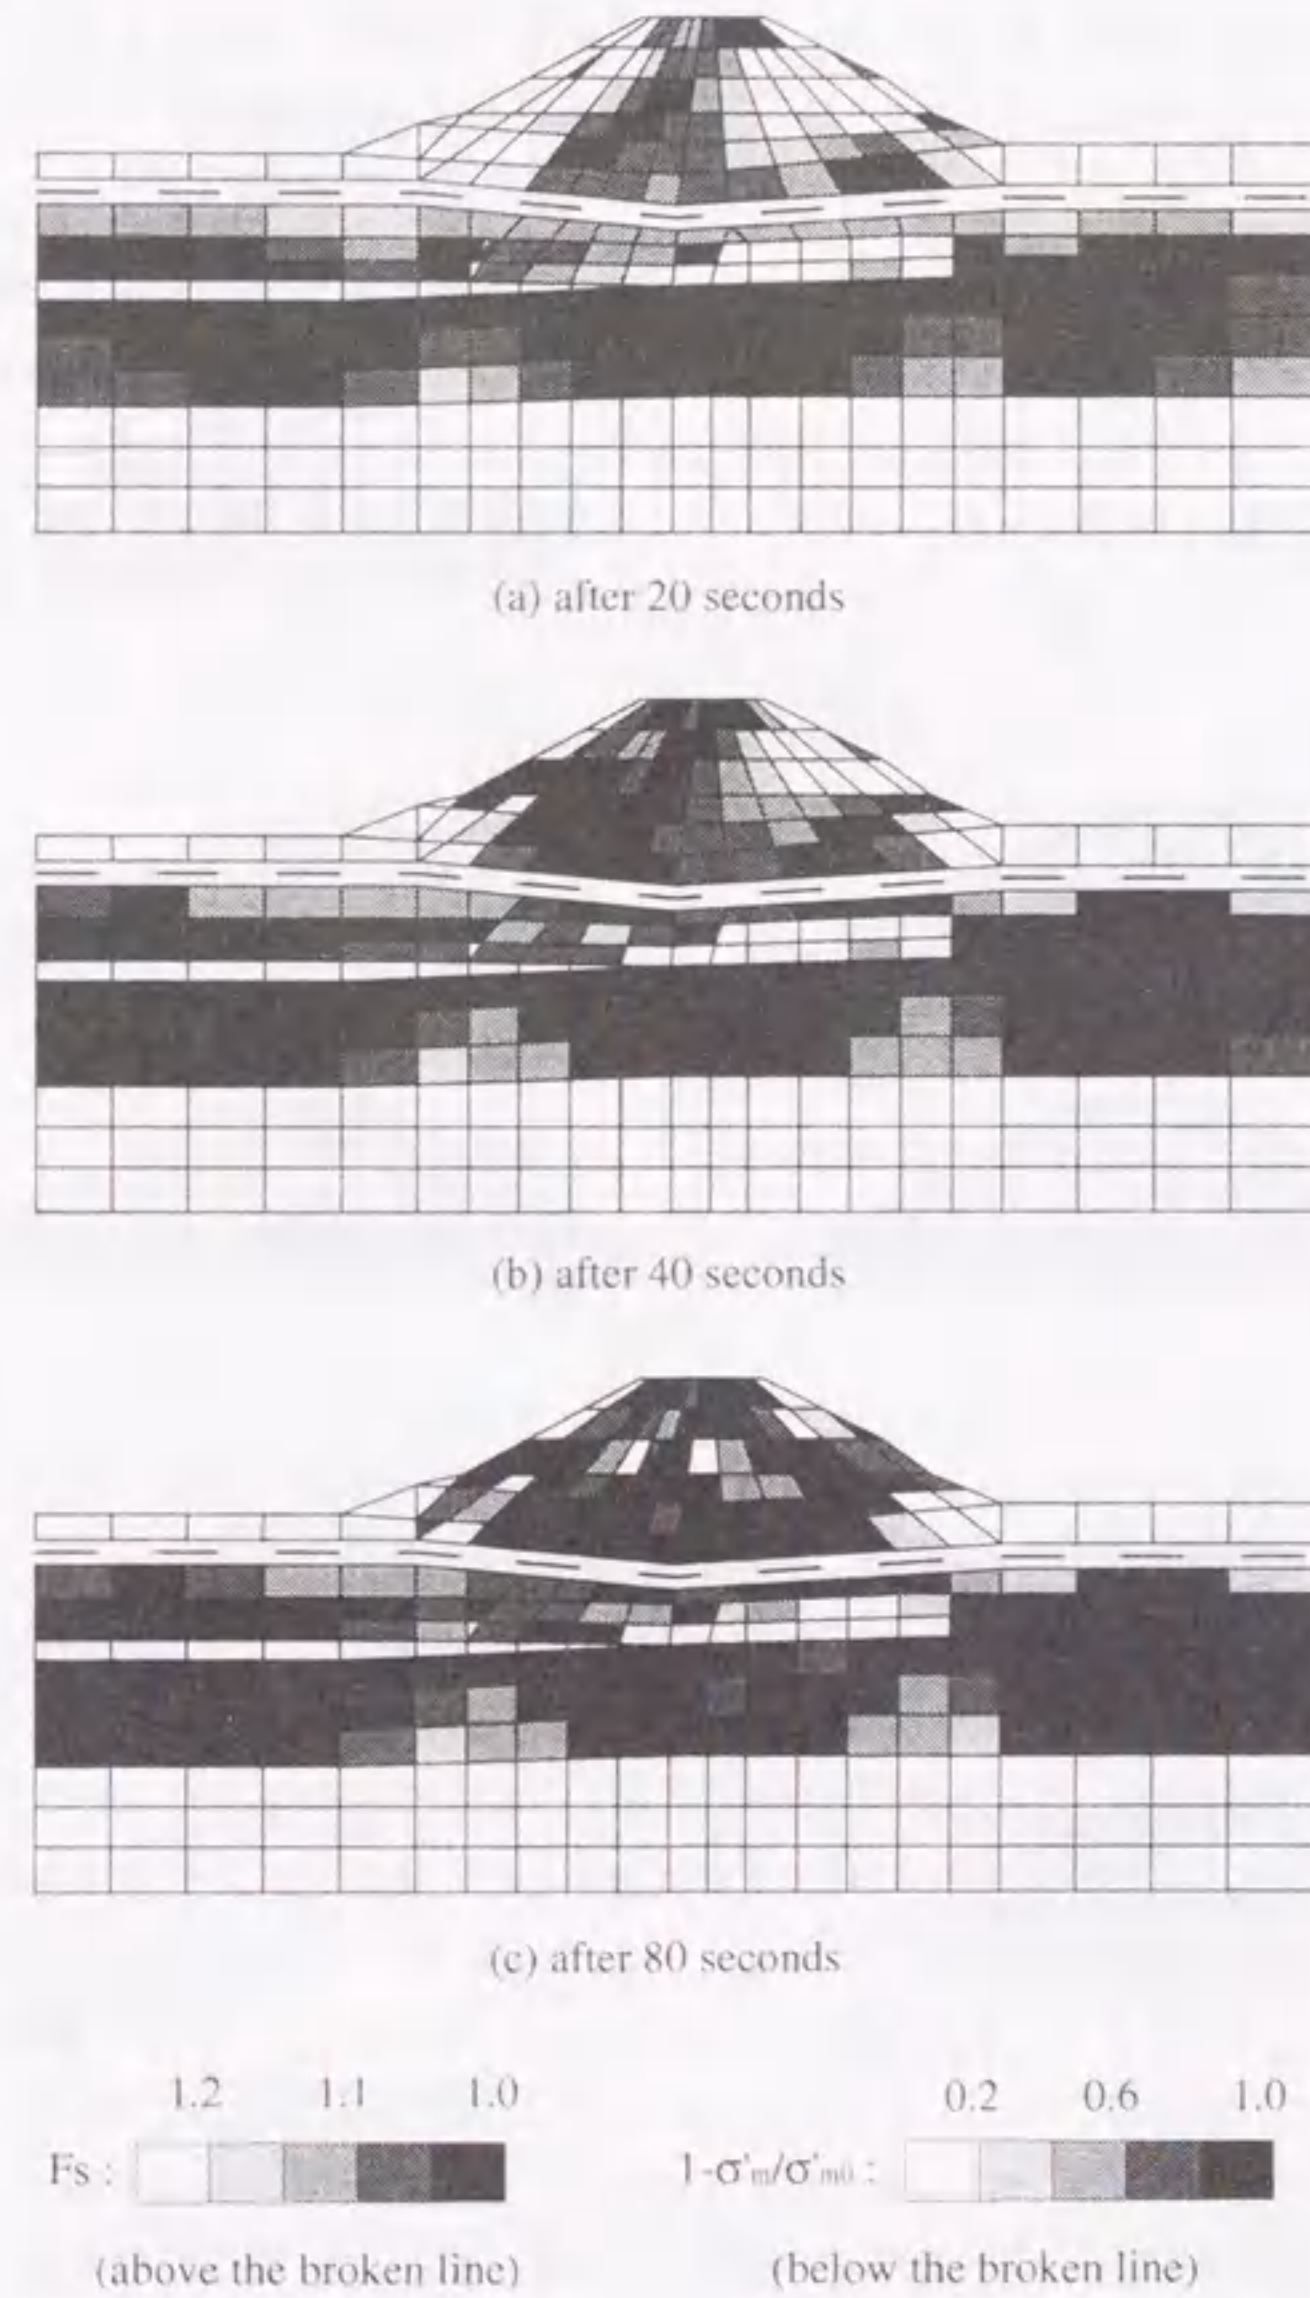 (a) after 20 seconds
(b) after 40 seconds
(c) after 80 seconds
1.2 1.1 1.0
0.2 0.6 1.0
Fs :
1-σ'm/σ'm0 :
(above the broken line)
(below the broken line)